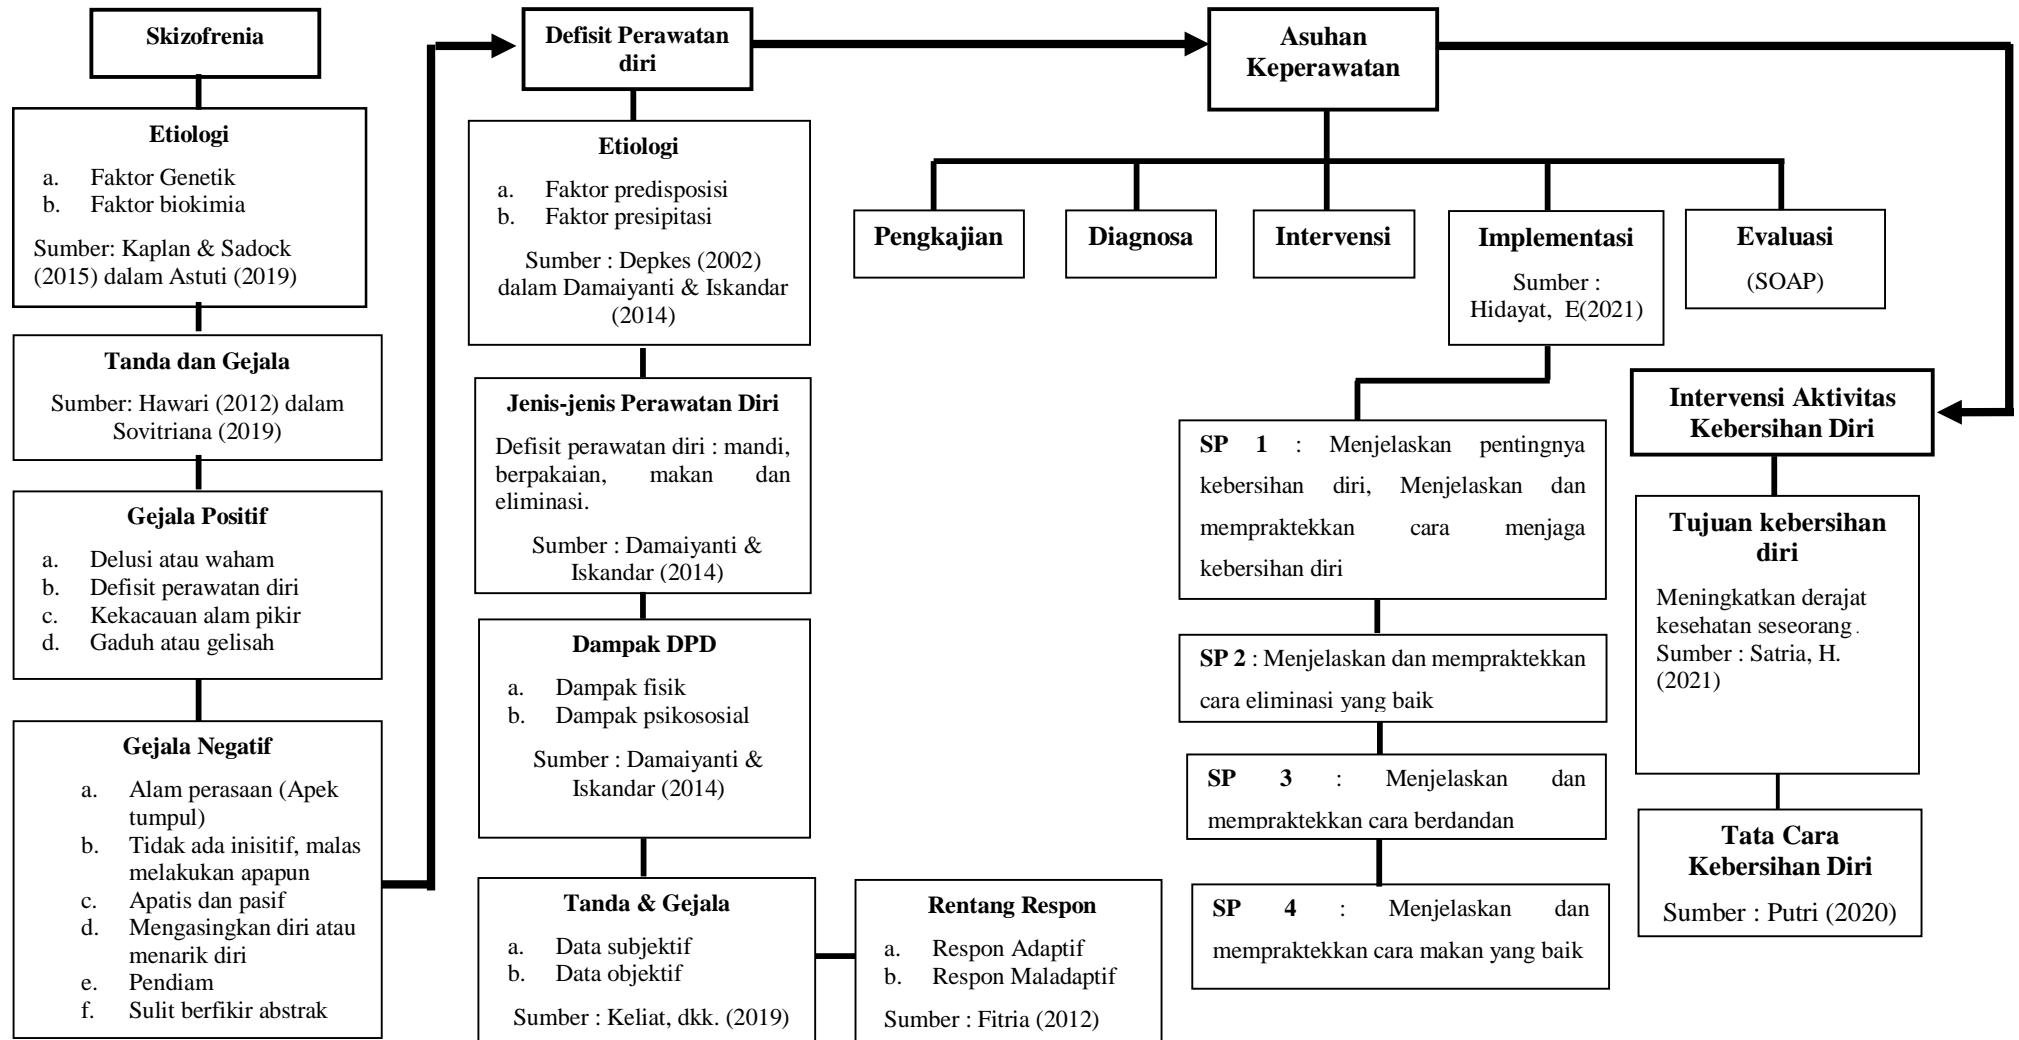 Skizofrenia
Etiologi
a. Faktor Genetik
b. Faktor biokimia
Sumber: Kaplan & Sadock
(2015) dalam Astuti (2019)
Tanda dan Gejala
Sumber: Hawari (2012) dalam
Sovitriana (2019)
Gejala Positif
a. Delusi atau waham
b. Defisit perawatan diri
c. Kekacauan alam pikir
d. Gaduh atau gelisah
Gejala Negatif
a. Alam perasaan (Apek
tumpul)
b. Tidak ada inisitif, malas
melakukan apapun
c. Apatis dan pasif
d. Mengasingkan diri atau
menarik diri
e. Pendiam
f. Sulit berfikir abstrak
Defisit Perawatan
diri
Etiologi
a. Faktor predisposisi
b. Faktor presipitasi
Sumber : Depkes (2002)
dalam Damaiyanti & Iskandar
(2014)
Jenis-jenis Perawatan Diri
Defisit perawatan diri : mandi,
berpakaian, makan dan
eliminasi.
Sumber : Damaiyanti &
Iskandar (2014)
Dampak DPD
a. Dampak fisik
b. Dampak psikososial
Sumber : Damaiyanti &
Iskandar (2014)
Tanda & Gejala
a. Data subjektif
b. Data objektif
Sumber : Keliat, dkk. (2019)
Rentang Respon
a. Respon Adaptif
b. Respon Maladaptif
Sumber : Fitria (2012)
Asuhan
Keperawatan
Pengkajian
Diagnosa
Intervensi
Implementasi
Sumber :
Hidayat, E(2021)
Evaluasi
(SOAP)
SP 1 : Menjelaskan pentingnya
kebersihan diri, Menjelaskan dan
mempraktekkan cara menjaga
kebersihan diri
SP 2 : Menjelaskan dan mempraktekkan
cara eliminasi yang baik
SP 3 : Menjelaskan dan
mempraktekkan cara berdandan
SP 4 : Menjelaskan dan
mempraktekkan cara makan yang baik
Intervensi Aktivitas
Kebersihan Diri
Tujuan kebersihan
diri
Meningkatkan derajat
kesehatan seseorang.
Sumber : Satria, H.
(2021)
Tata Cara
Kebersihan Diri
Sumber : Putri (2020)